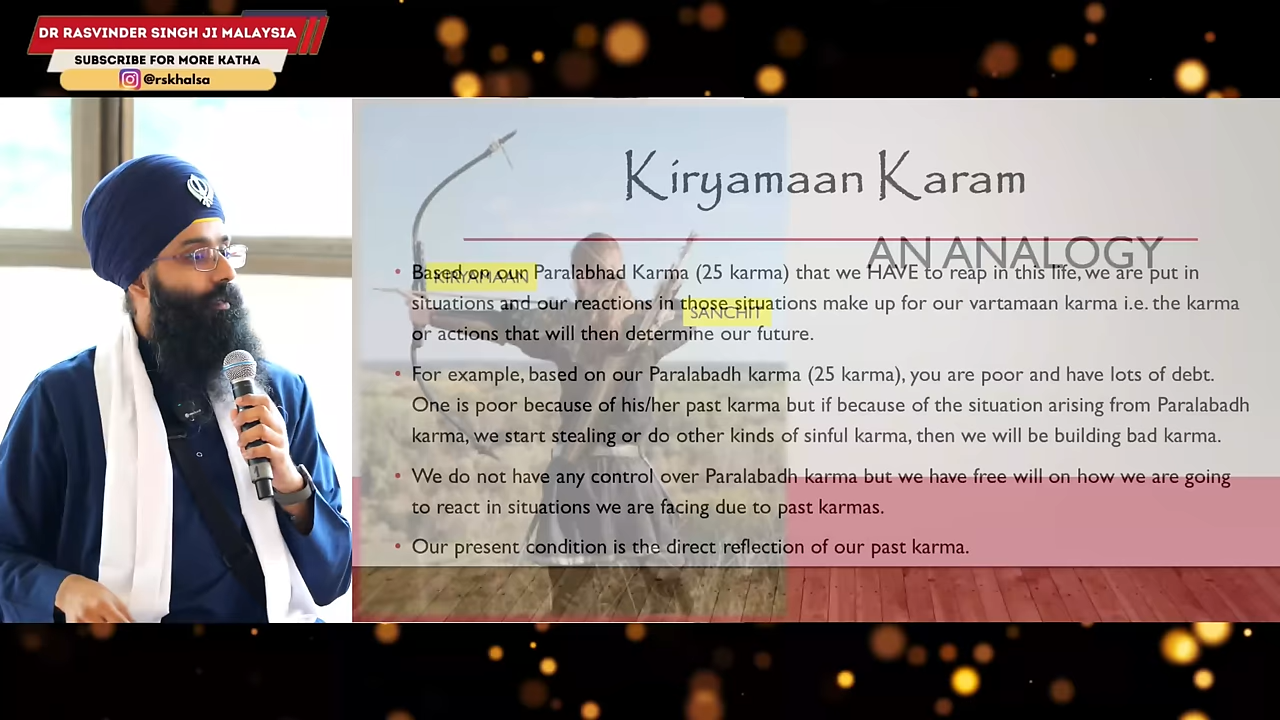 DR RASVINDER SINGH JI MALAYSIA
SUBSCRIBE FOR MORE KATHA
@rskhalsa
Kiryamaan Karam
AN ANALOGY
KIRYAMAAN
SANCHIT
• Based on our Paralabhad Karma (25 karma) that we HAVE to reap in this life, we are put in
situations and our reactions in those situations make up for our vartamaan karma i.e. the karma
or actions that will then determine our future.
• For example, based on our Paralabadh karma (25 karma), you are poor and have lots of debt.
One is poor because of his/her past karma but if because of the situation arising from Paralabadh
karma, we start stealing or do other kinds of sinful karma, then we will be building bad karma.
• We do not have any control over Paralabadh karma but we have free will on how we are going
to react in situations we are facing due to past karmas.
• Our present condition is the direct reflection of our past karma.